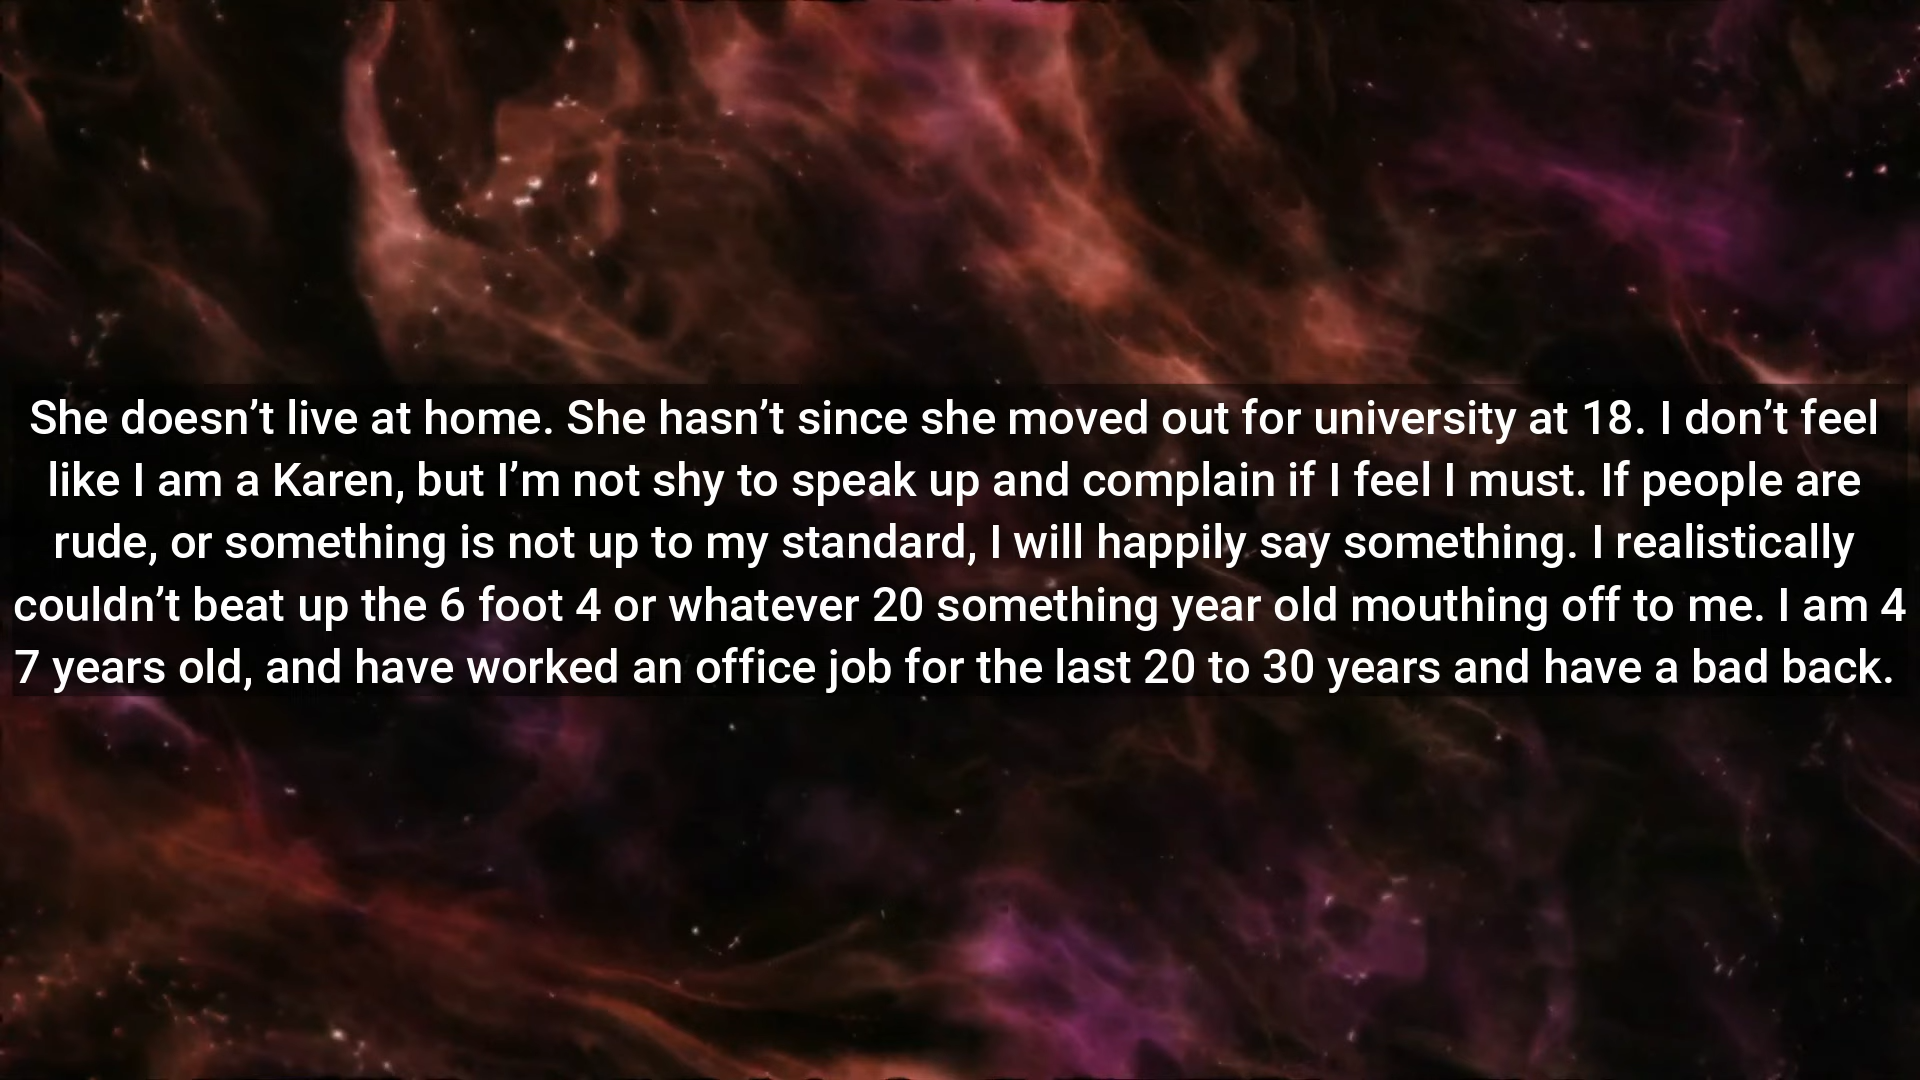 She doesn’t live at home. She hasn’t since she moved out for university at 18. I don’t feel
like I am a Karen, but I’m not shy to speak up and complain if I feel I must. If people are
rude, or something is not up to my standard, I will happily say something. I realistically
couldn’t beat up the 6 foot 4 or whatever 20 something year old mouthing off to me. I am 4
7 years old, and have worked an office job for the last 20 to 30 years and have a bad back.